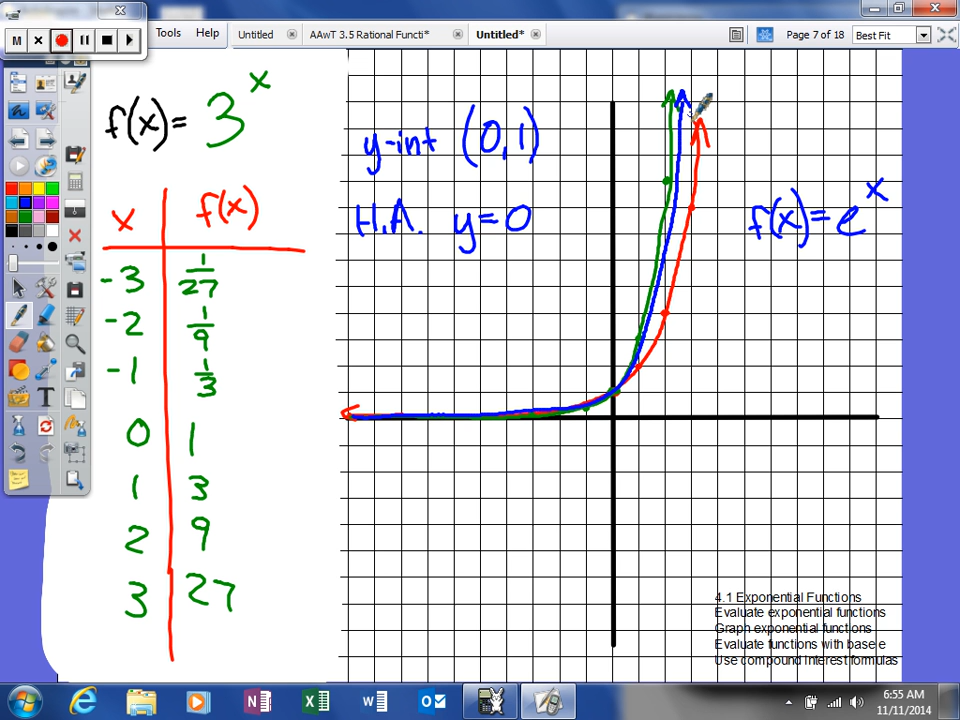 Tools Help Untitled AAwT 3.5 Rational Functi* Untitled* Page 7 of 18 Best Fit
M
f(x) = 3^x
y-int (0,1)
H.A. y=0
f(x)=e^x
x f(x)
-3 1/27
-2 1/9
-1 1/3
0 1
1 3
2 9
3 27
4.1 Exponential Functions
Evaluate exponential functions
Graph exponential functions
Evaluate functions with base e
Use compound Interest formulas
6:55 AM
11/11/2014